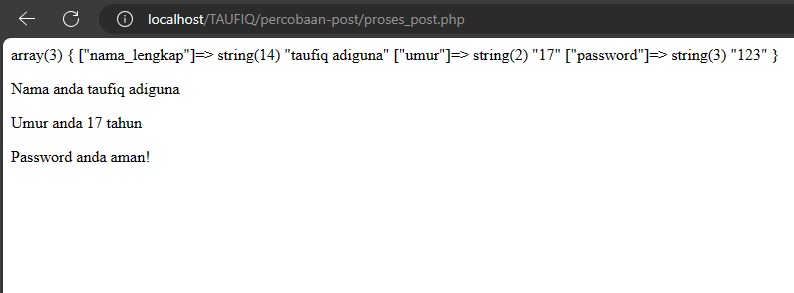 localhost/TAUFIQ/percobaan-post/proses_post.php
array(3) { ["nama_lengkap"]=> string(14) "taufiq adiguna" ["umur"]=> string(2) "17" ["password"]=> string(3) "123" }
Nama anda taufiq adiguna
Umur anda 17 tahun
Password anda aman!